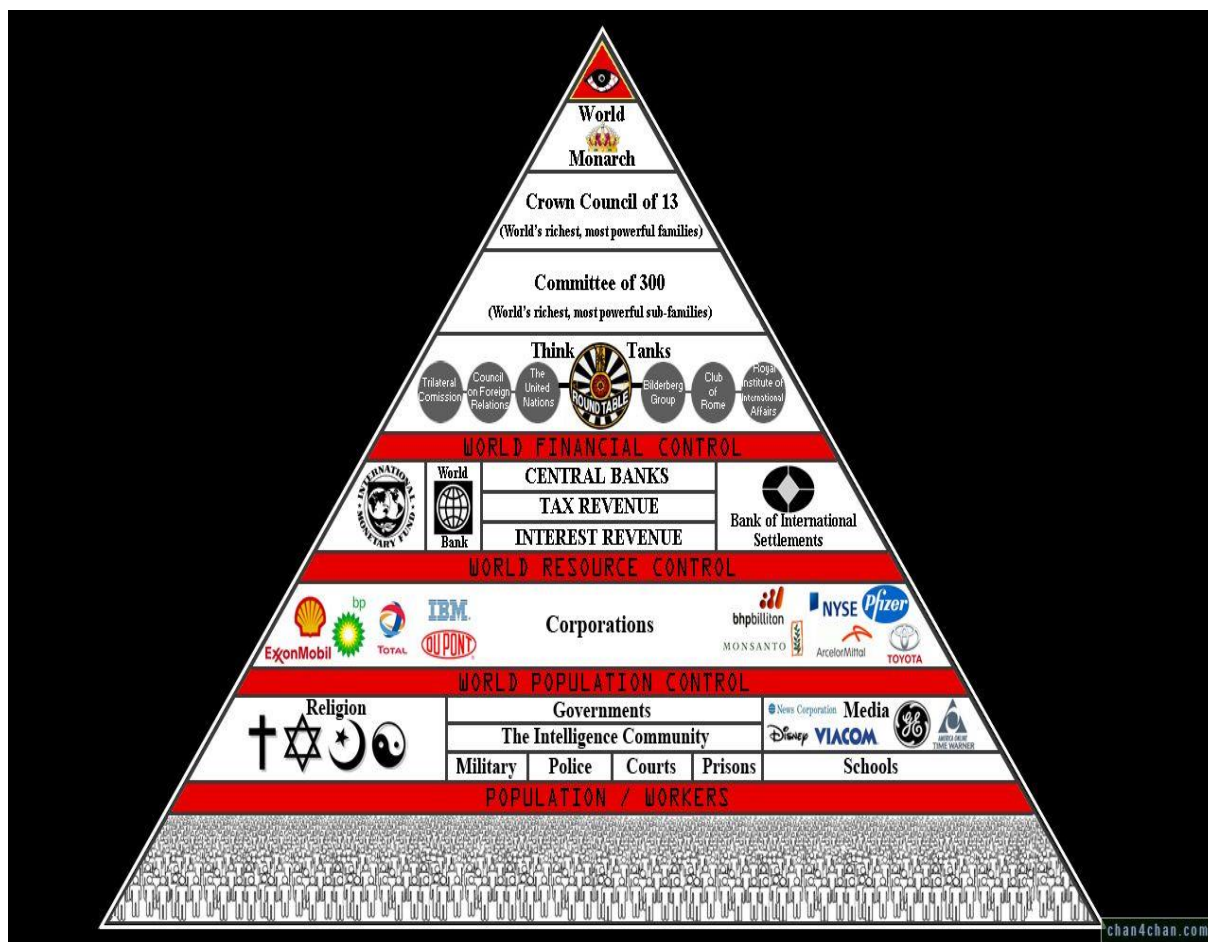 World
Monarch
Crown Council of 13
(World's richest, most powerful families)
Committee of 300
(World's richest, most powerful sub-families)
Think Tanks
Trilateral
Comission
Council
on Foreign
Relations
The
United
Nations
ROUND TABLE
Bilderberg
Group
Club
of
Rome
Royal
Institute of
International
Affairs
WORLD FINANCIAL CONTROL
INTERNATIONAL
MONETARY FUND
World
Bank
CENTRAL BANKS
TAX REVENUE
INTEREST REVENUE
Bank of International
Settlements
WORLD RESOURCE CONTROL
ExxonMobil
bp
TOTAL
IBM.
DUPONT
Corporations
bhpbilliton
MONSANTO
NYSE
Pfizer
ArcelorMittal
TOYOTA
WORLD POPULATION CONTROL
Religion
Governments
The Intelligence Community
Military
Police
Courts
Prisons
News Corporation
Media
Disney
VIACOM
GE
AMERICA ONLINE
TIME WARNER
Schools
POPULATION / WORKERS
chan4chan.com